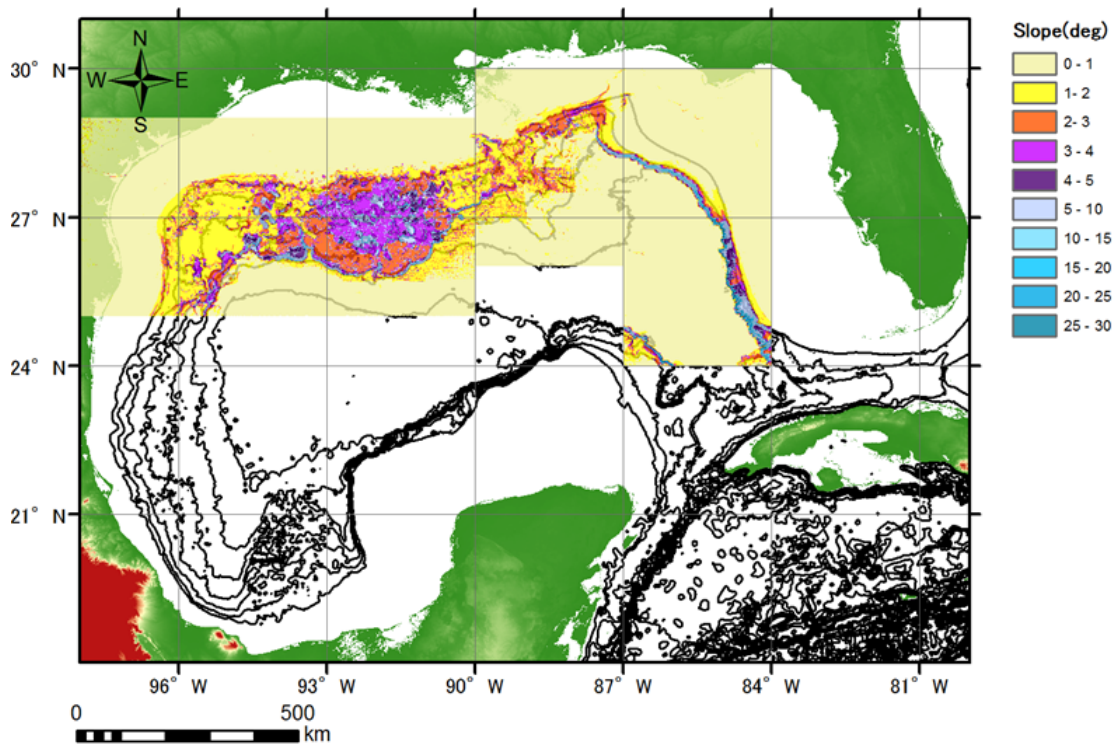 Slope(deg)
0 - 1
1- 2
2- 3
3 - 4
4 - 5
5 - 10
10 - 15
15 - 20
20 - 25
25 - 30
N
W
E
S
30° N
27° N
24° N
21° N
96° W
93° W
90° W
87° W
84° W
81° W
0
500
km